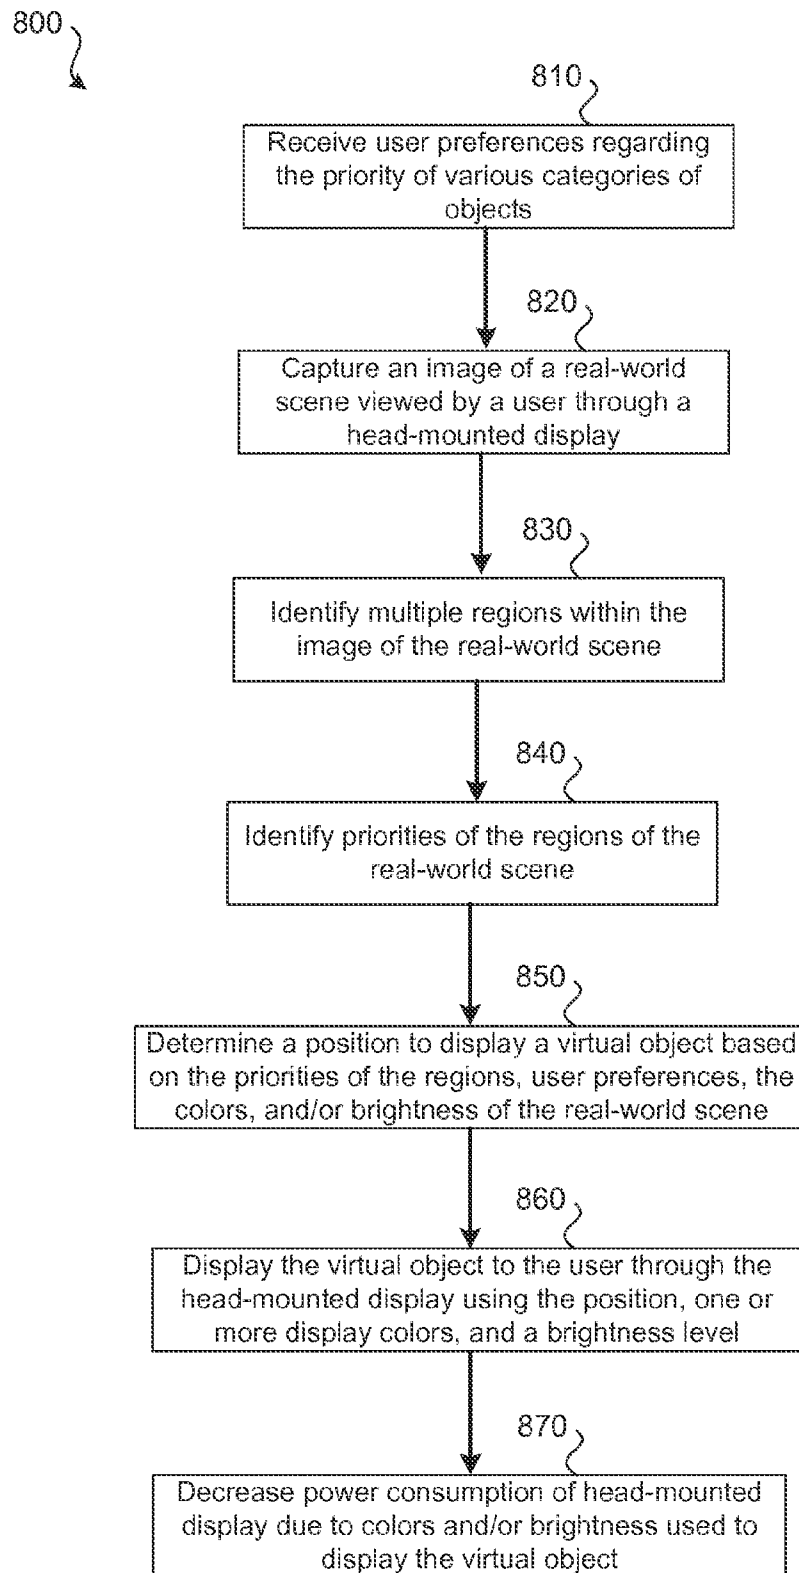 800
810
Receive user preferences regarding
the priority of various categories of
objects
820
Capture an image of a real-world
scene viewed by a user through a
head-mounted display
830
Identify multiple regions within the
image of the real-world scene
840
Identify priorities of the regions of the
real-world scene
850
Determine a position to display a virtual object based
on the priorities of the regions, user preferences, the
colors, and/or brightness of the real-world scene
860
Display the virtual object to the user through the
head-mounted display using the position, one or
more display colors, and a brightness level
870
Decrease power consumption of head-mounted
display due to colors and/or brightness used to
display the virtual object